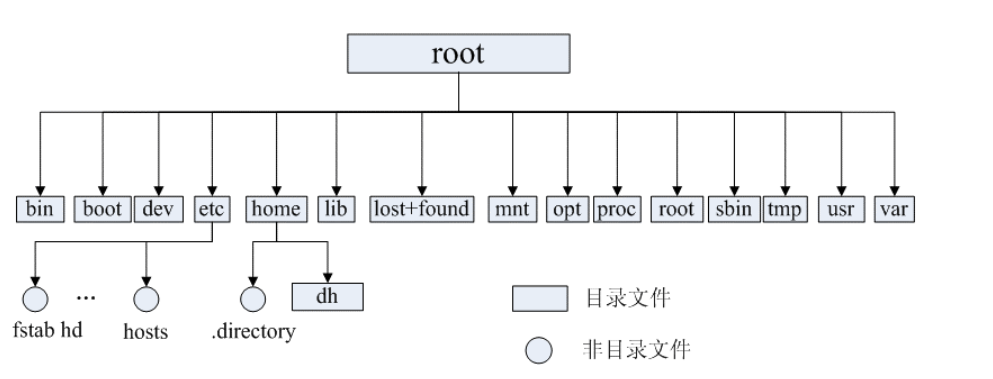 root
bin boot dev etc home lib lost+found mnt opt proc root sbin tmp usr var
... dh
目录文件
fstab hd hosts .directory
非目录文件